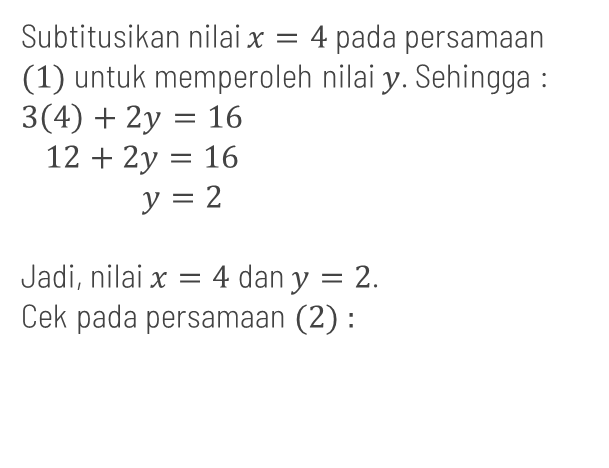 Subtitusikan nilai x = 4 pada persamaan
(1) untuk memperoleh nilai y. Sehingga :
3(4) + 2y = 16
12 + 2y = 16
y = 2
Jadi, nilai x = 4 dan y = 2.
Cek pada persamaan (2) :